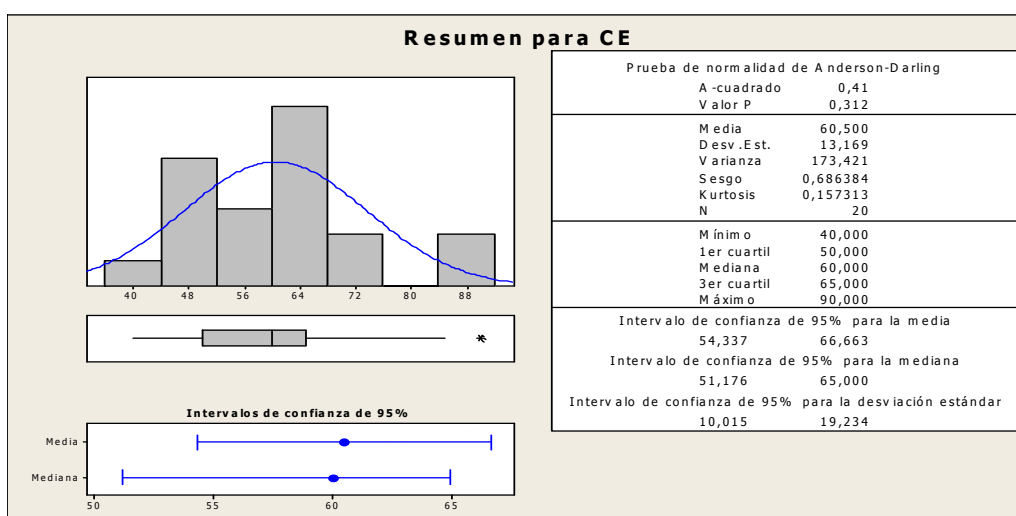 Resumen para CE
40 48 56 64 72 80 88
Intervalos de confianza de 95%
Media
Mediana
50 55 60 65
Prueba de normalidad de Anderson-Darling
A-cuadrado 0,41
Valor P 0,312
Media 60,500
Desv.Est. 13,169
Varianza 173,421
Sesgo 0,686384
Kurtosis 0,157313
N 20
Mínimo 40,000
1er cuartil 50,000
Mediana 60,000
3er cuartil 65,000
Máximo 90,000
Intervalo de confianza de 95% para la media
54,337 66,663
Intervalo de confianza de 95% para la mediana
51,176 65,000
Intervalo de confianza de 95% para la desviación estándar
10,015 19,234